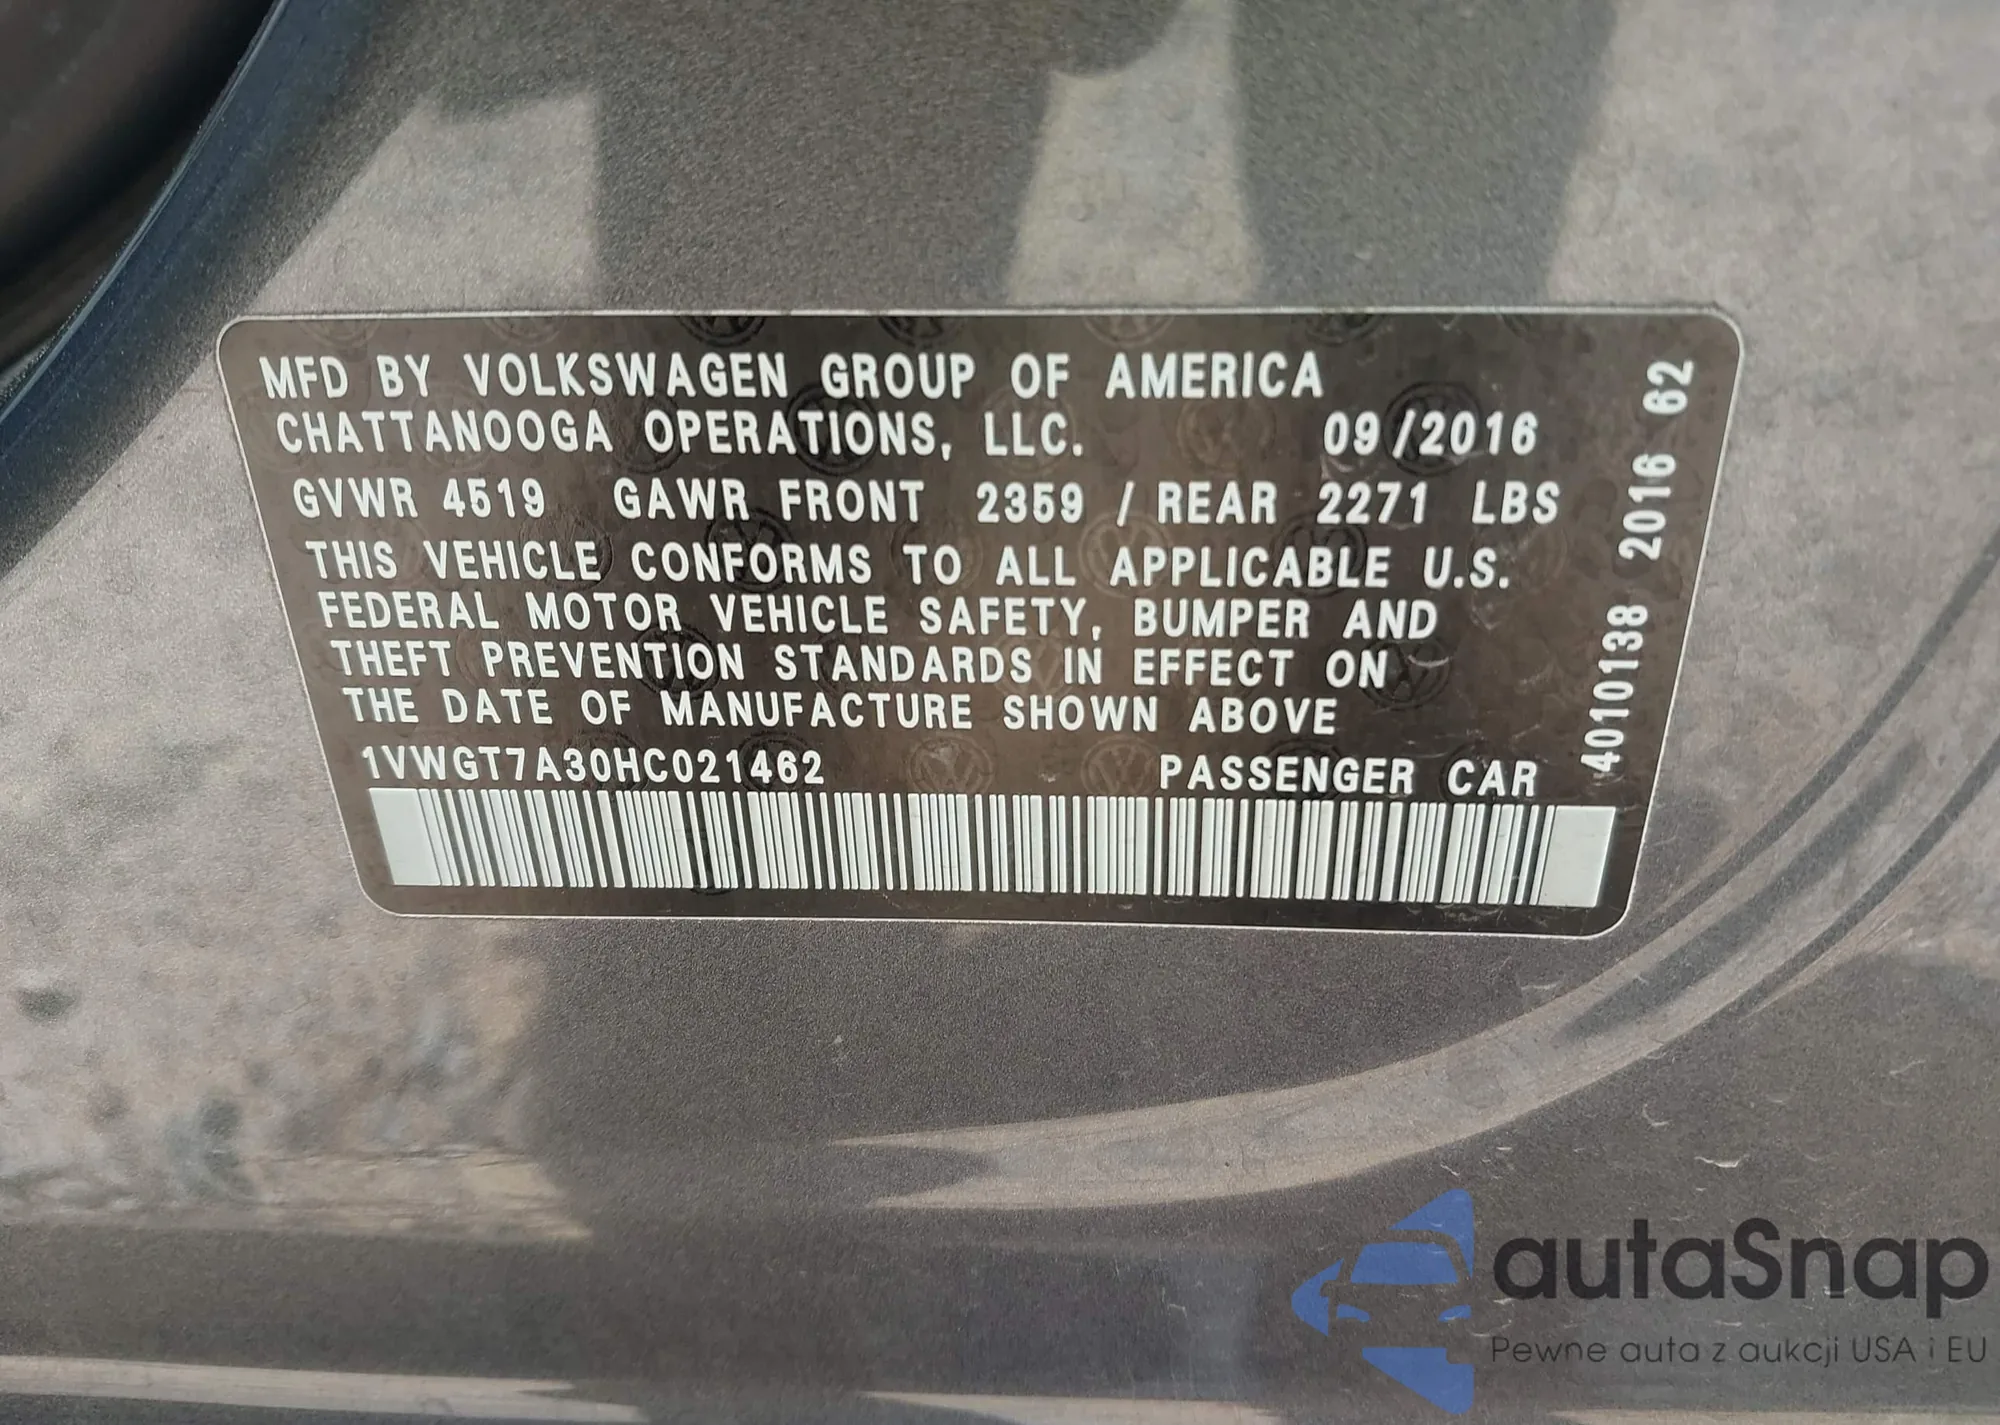 MFD BY VOLKSWAGEN GROUP OF AMERICA
CHATTANOOGA OPERATIONS, LLC. 09/2016
GVWR 4519 GAWR FRONT 2359 / REAR 2271 LBS
THIS VEHICLE CONFORMS TO ALL APPLICABLE U.S.
FEDERAL MOTOR VEHICLE SAFETY, BUMPER AND
THEFT PREVENTION STANDARDS IN EFFECT ON
THE DATE OF MANUFACTURE SHOWN ABOVE
1VWGT7A30HC021462 PASSENGER CAR
4010138 2016 62
autaSnap
Pewne auta z aukcji USA i EU